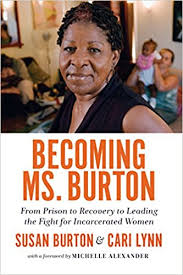 BECOMING
MS. BURTON
From Prison to Recovery to Leading
the Fight for Incarcerated Women
SUSAN BURTON & CARI LYNN
with a foreword by MICHELLE ALEXANDER